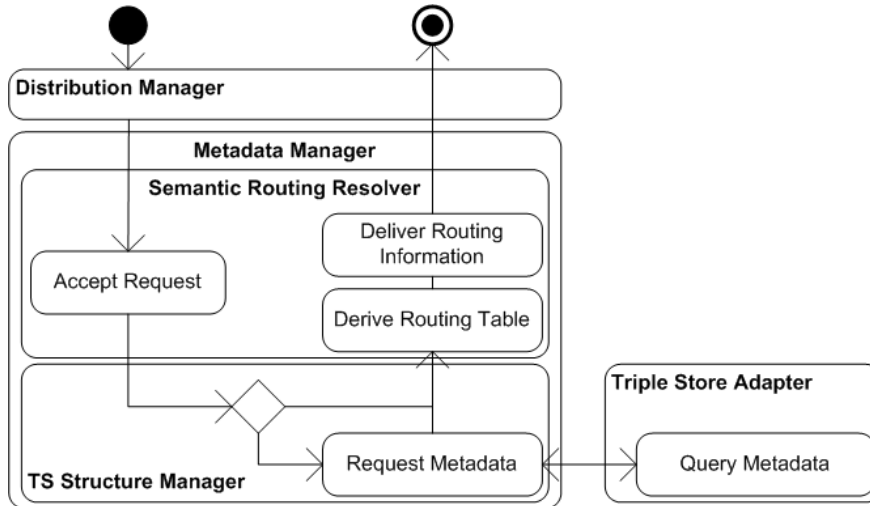 Distribution Manager
Metadata Manager
Semantic Routing Resolver
Deliver Routing
Information
Accept Request
Derive Routing Table
Triple Store Adapter
Request Metadata
Query Metadata
TS Structure Manager